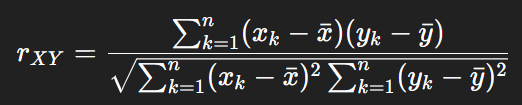 r_{XY} = \frac{\sum_{k=1}^{n}(x_k - \bar{x})(y_k - \bar{y})}{\sqrt{\sum_{k=1}^{n}(x_k - \bar{x})^2 \sum_{k=1}^{n}(y_k - \bar{y})^2}}